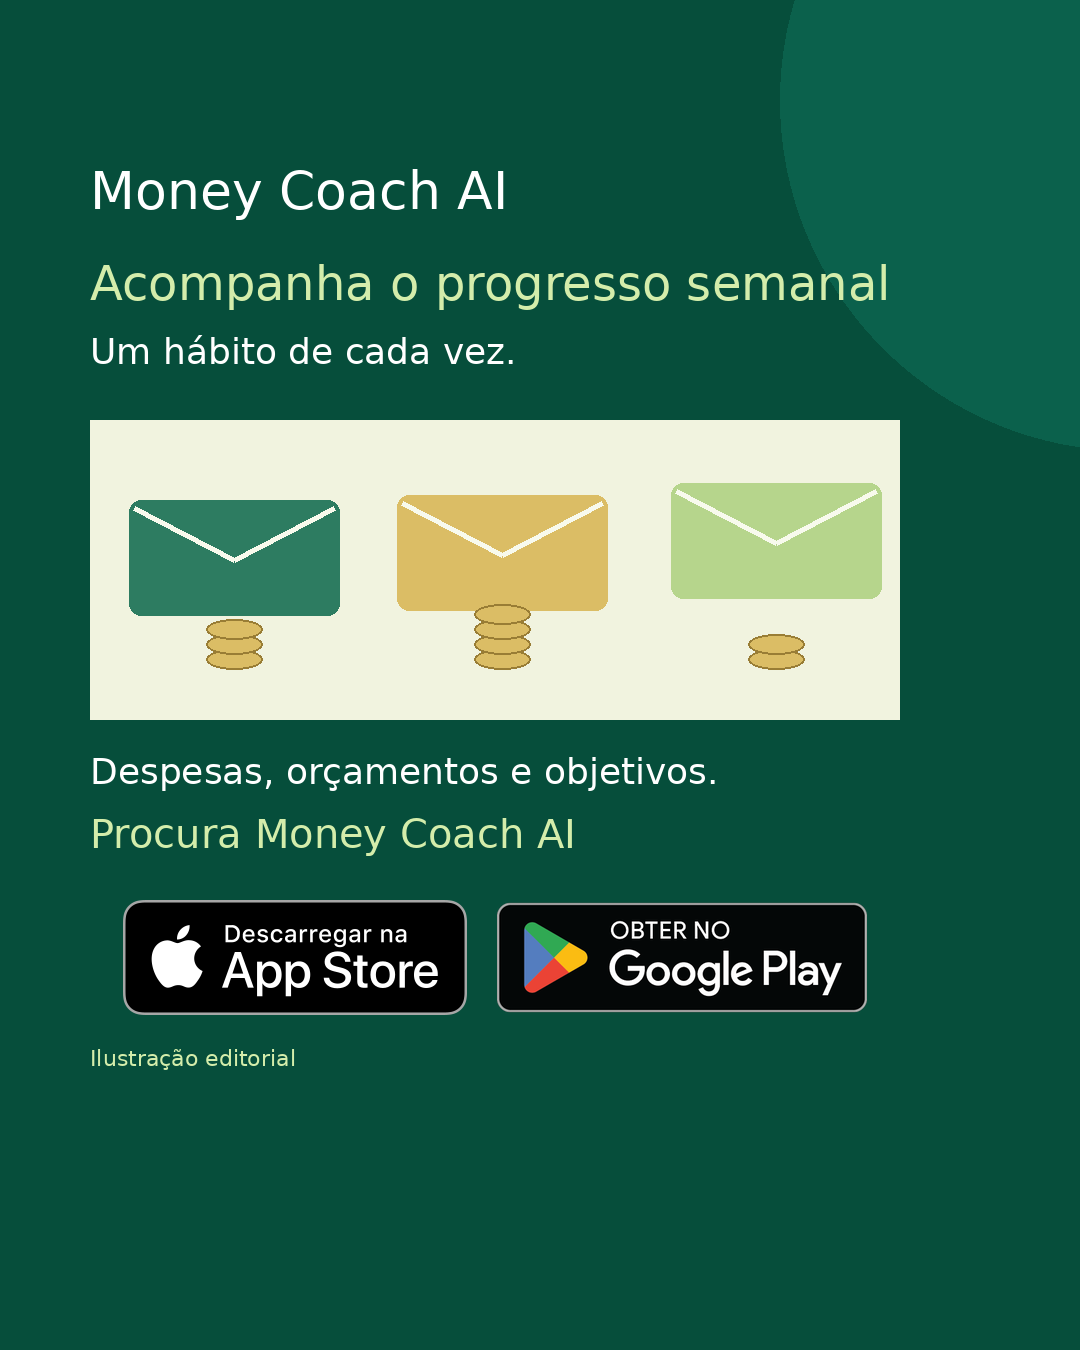 Money Coach AI
Acompanha o progresso semanal
Um hábito de cada vez.
Despesas, orçamentos e objetivos.
Procura Money Coach AI
Descarregar na
App Store
OBTER NO
Google Play
Ilustração editorial